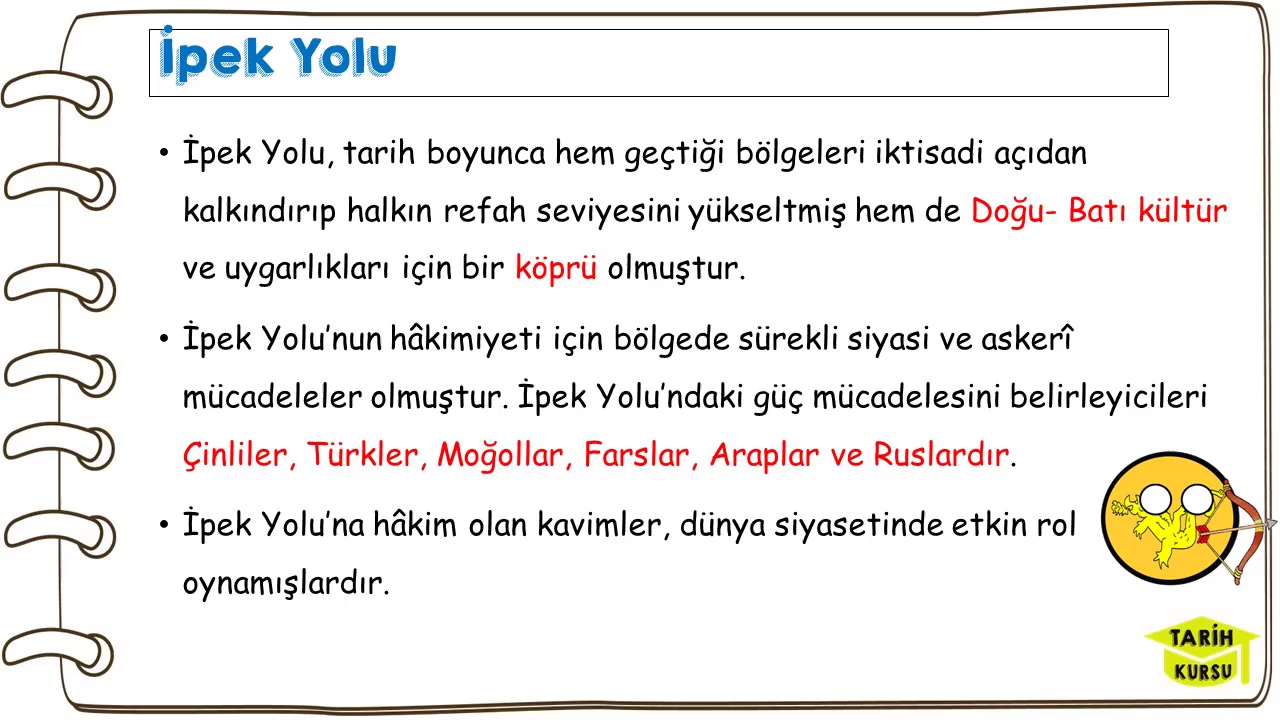 İpek Yolu
• İpek Yolu, tarih boyunca hem geçtiği bölgeleri iktisadi açıdan
kalkındırıp halkın refah seviyesini yükseltmiş hem de Doğu- Batı kültür
ve uygarlıkları için bir köprü olmuştur.
• İpek Yolu’nun hâkimiyeti için bölgede sürekli siyasi ve askerî
mücadeleler olmuştur. İpek Yolu’ndaki güç mücadelesini belirleyicileri
Çinliler, Türkler, Moğollar, Farslar, Araplar ve Ruslardır.
• İpek Yolu’na hâkim olan kavimler, dünya siyasetinde etkin rol
oynamışlardır.
TARİH
KURSU